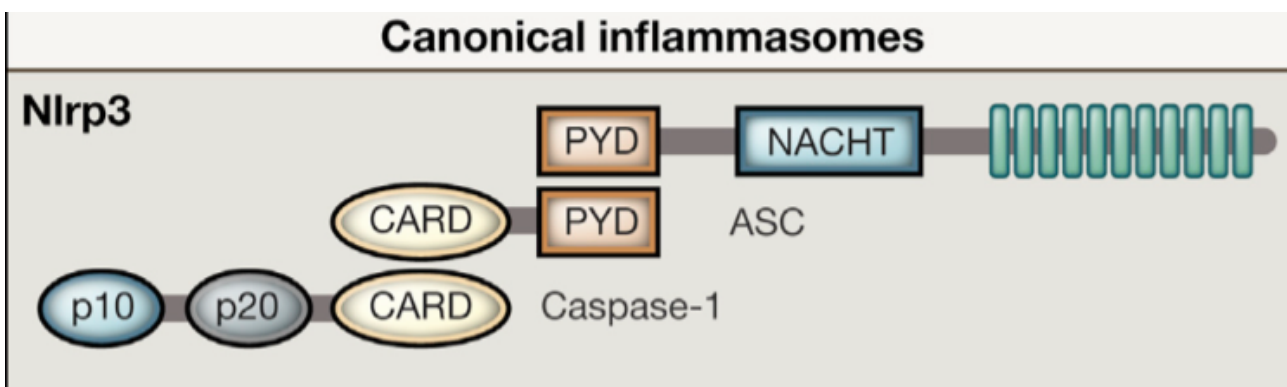 Canonical inflammasomes
Nlrp3
PYD NACHT
CARD PYD ASC
p10 p20 CARD Caspase-1